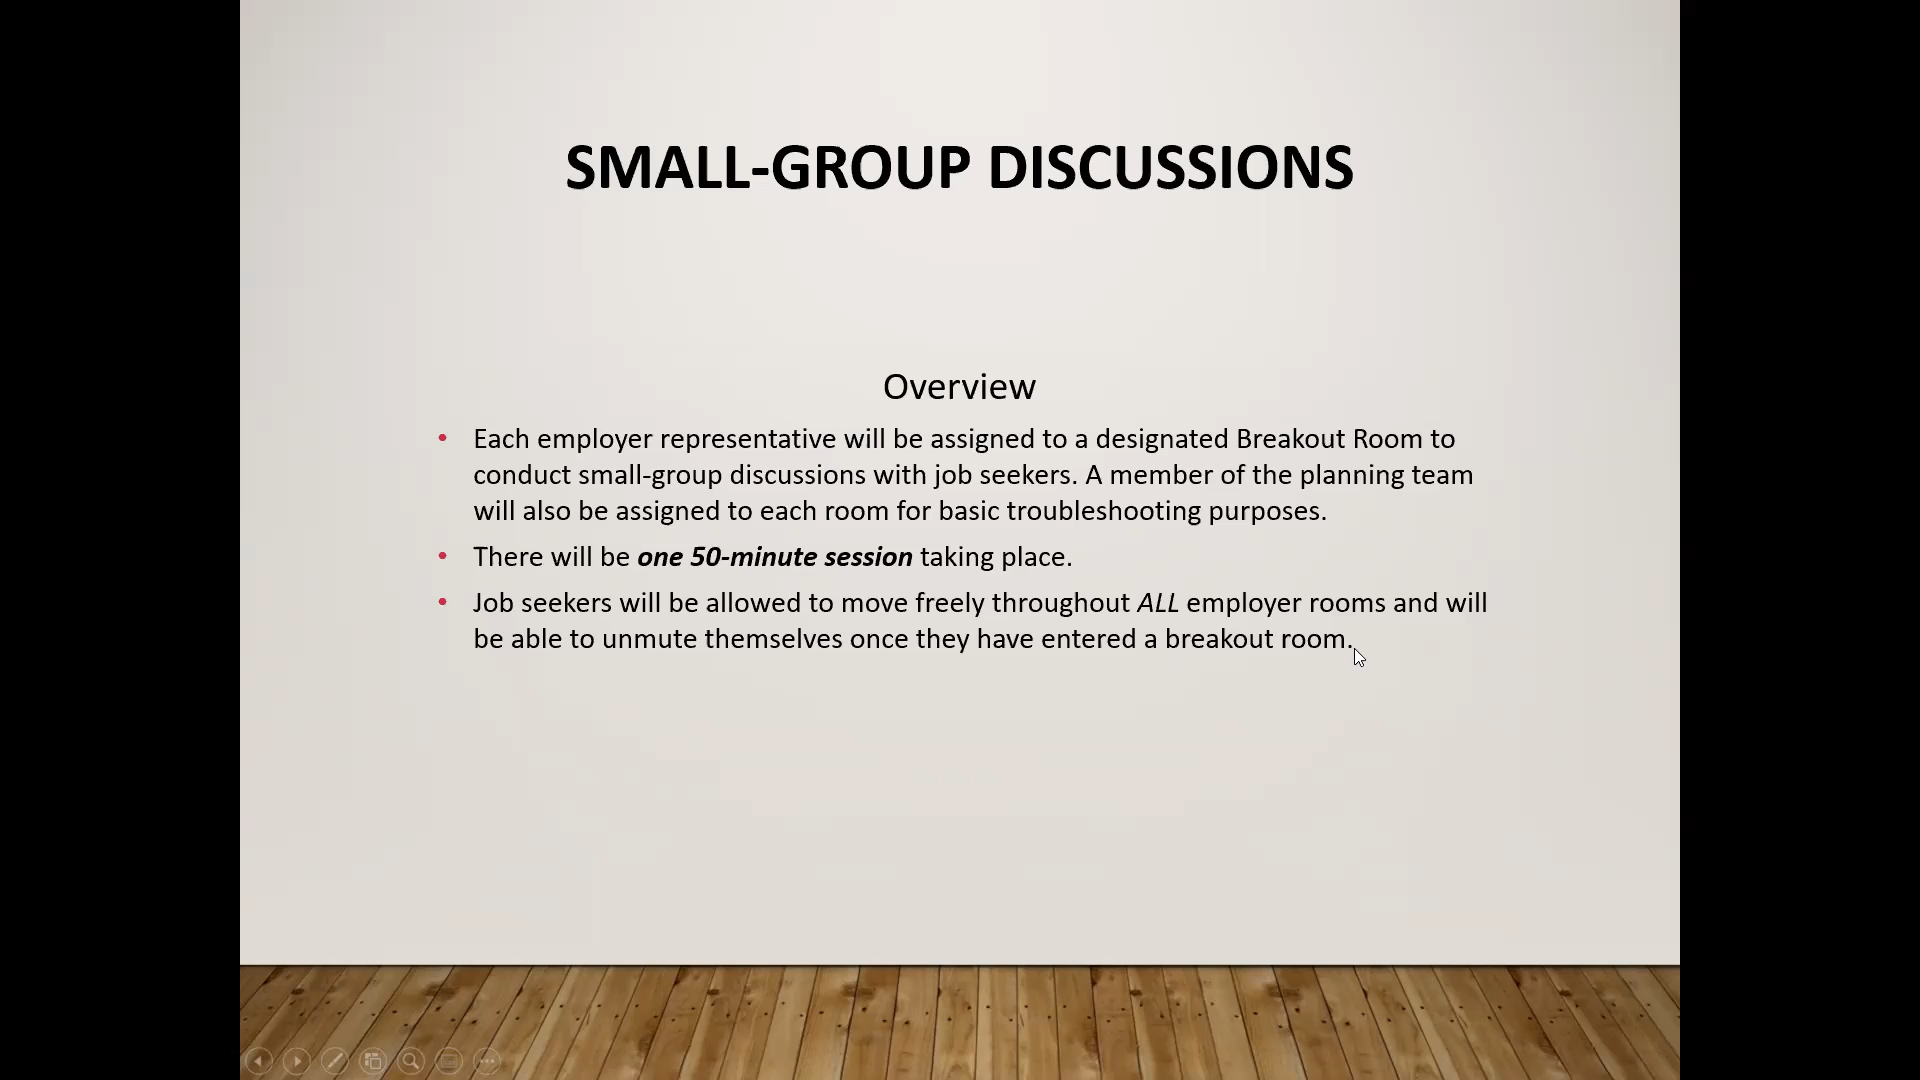 SMALL-GROUP DISCUSSIONS
Overview
• Each employer representative will be assigned to a designated Breakout Room to
conduct small-group discussions with job seekers. A member of the planning team
will also be assigned to each room for basic troubleshooting purposes.
• There will be one 50-minute session taking place.
• Job seekers will be allowed to move freely throughout ALL employer rooms and will
be able to unmute themselves once they have entered a breakout room.